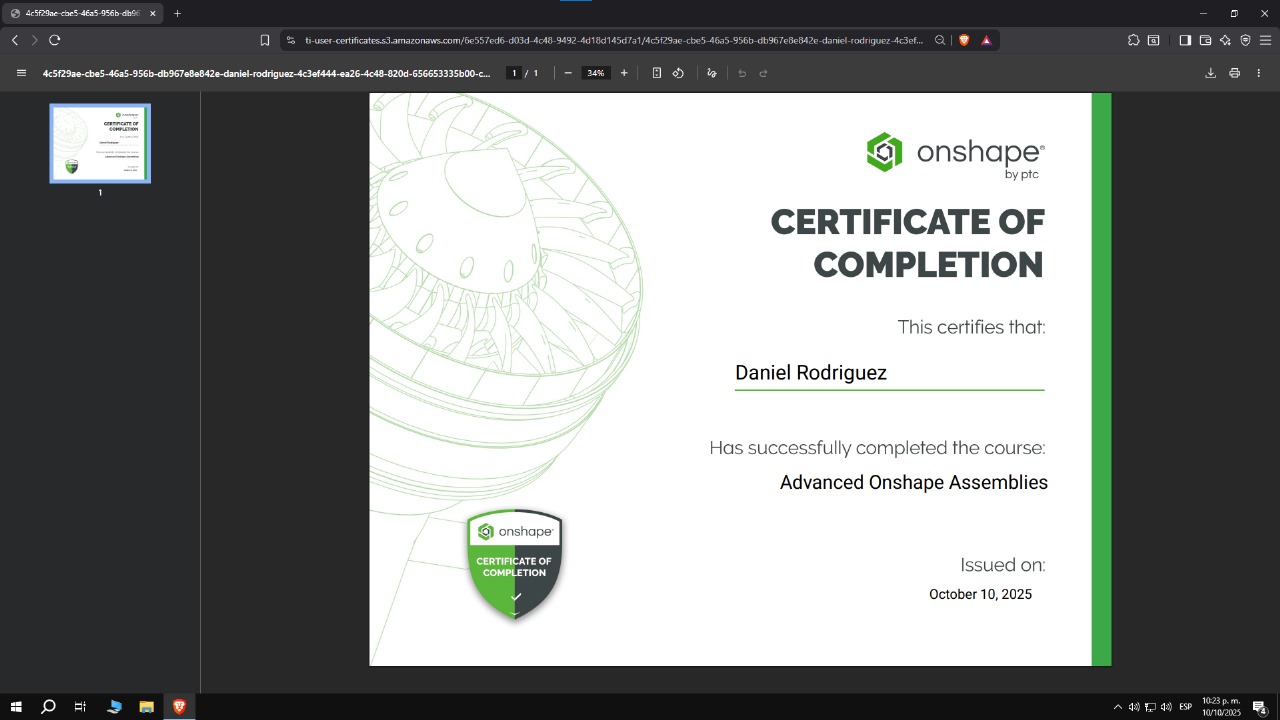 4c5f29ae-cbe5-46a5-956b-db96
ti-user-certificates.s3.amazonaws.com/6e557ed6-d03d-4c48-9492-4d18d145d7a1/4c5f29ae-cbe5-46a5-956b-db967e8e842e-daniel-rodriguez-4c3ef...
4c5f29ae-cbe5-46a5-956b-db967e8e842e-daniel-rodriguez-4c3ef444-ea26-4c48-820d-656653335b00-c...
1 / 1
34%
onshape®
by ptc
CERTIFICATE OF
COMPLETION
This certifies that:
Daniel Rodriguez
Has successfully completed the course:
Advanced Onshape Assemblies
Issued on:
October 10, 2025
onshape
CERTIFICATE OF
COMPLETION
1
ESP
10:23 p. m.
10/10/2025
4